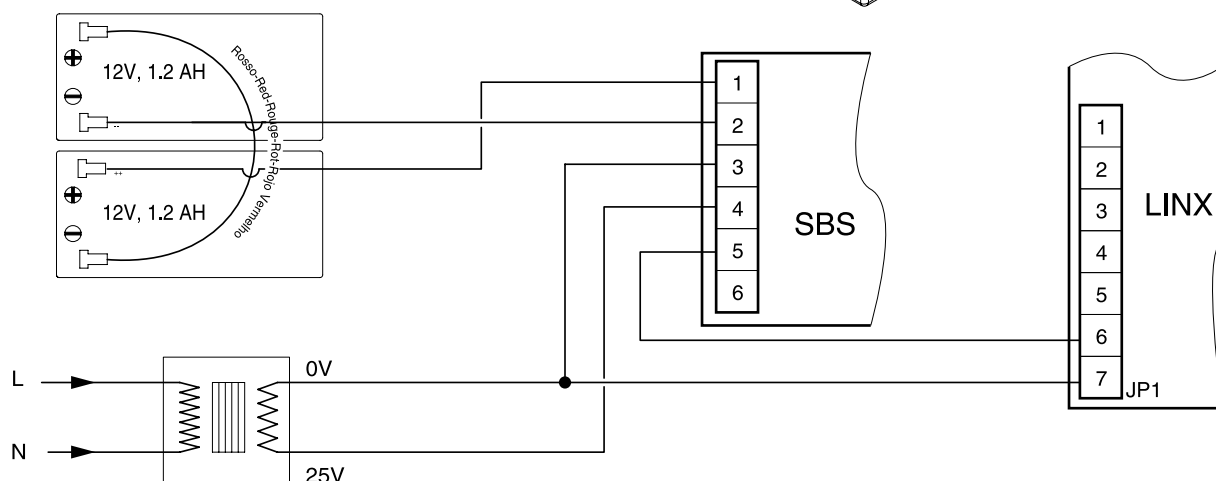 12V, 1.2 AH
--
Rosso-Red-Rouge-Rot-Rojo Vermelho
++
12V, 1.2 AH
1
2
3
4
5
6
SBS
1
2
3
4
5
6
7
LINX
JP1
L
N
0V
25V